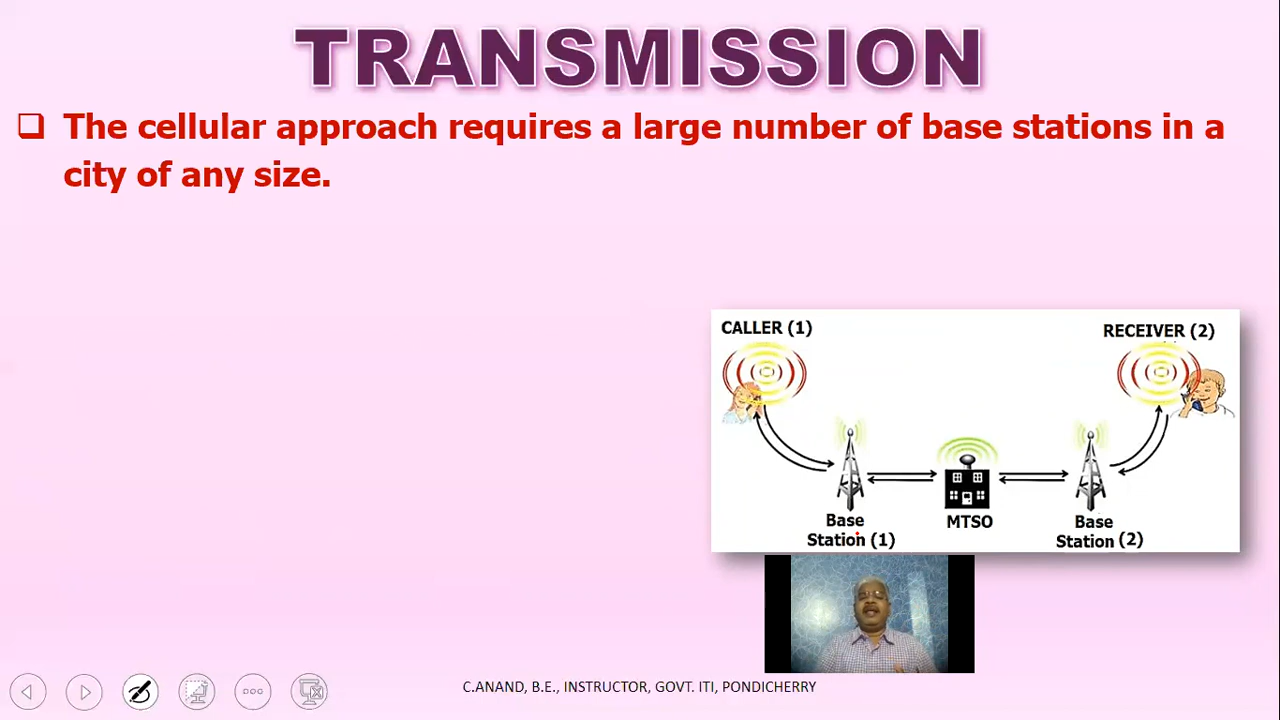 TRANSMISSION
❑ The cellular approach requires a large number of base stations in a
city of any size.
CALLER (1)
RECEIVER (2)
Base
Station (1)
MTSO
Base
Station (2)
C.ANAND, B.E., INSTRUCTOR, GOVT. ITI, PONDICHERRY